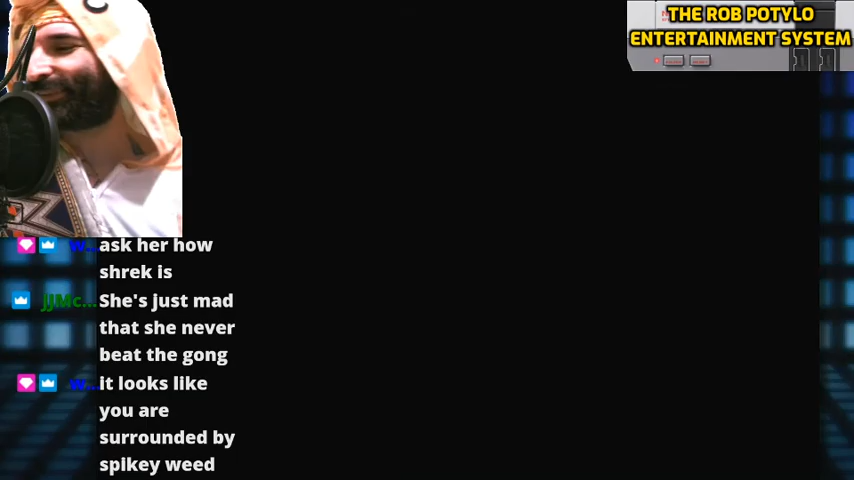 THE ROB POTYLO
ENTERTAINMENT SYSTEM
w... ask her how
shrek is
JJMc... She's just mad
that she never
beat the gong
w... it looks like
you are
surrounded by
spikey weed